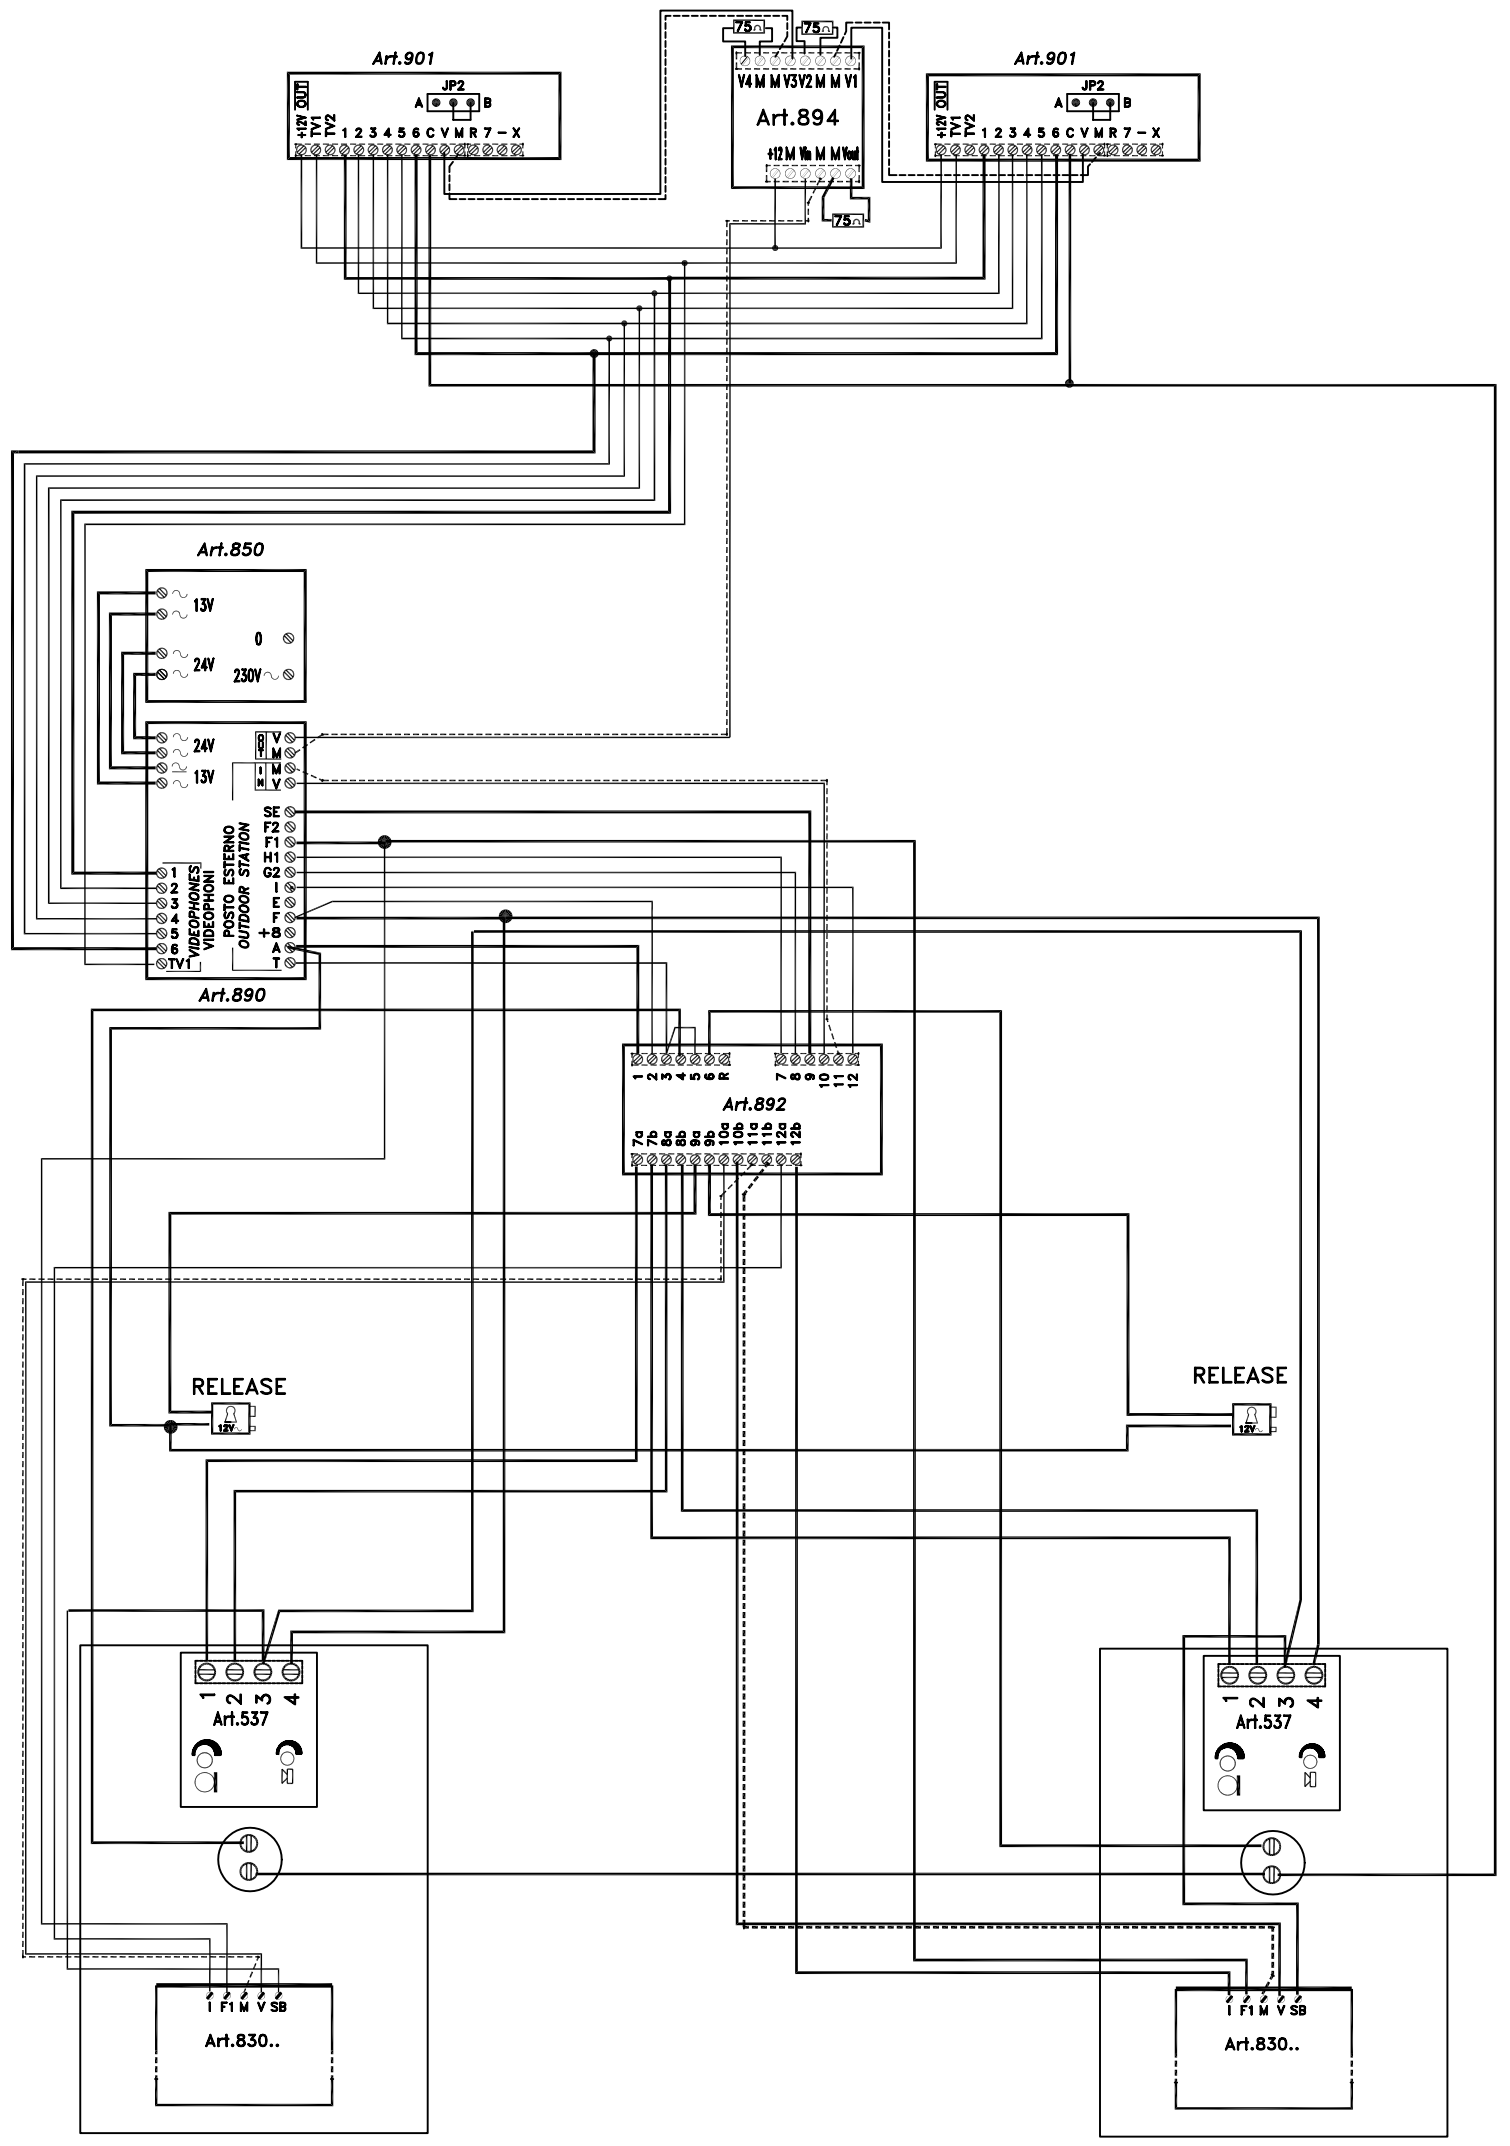 Art.901
OUT
JP2
A B
+12V TV1 TV2 1 2 3 4 5 6 C V M R 7 – X
75Ω 75Ω
V4 M M V3 V2 M M V1
Art.894
+12 M Vin M M Vout
75Ω
Art.901
OUT
JP2
A B
+12V TV1 TV2 1 2 3 4 5 6 C V M R 7 – X
Art.850
13V
0
24V
230V
24V
13V
OUT
V
M
IN
M
V
SE
F2
F1
H1
G2
I
E
F
+8
A
T
1
2
3
4
5
6
TV1
VIDEOPHONES
VIDEOPHONI
POSTO ESTERNO
OUTDOOR STATION
Art.890
1 2 3 4 5 6 R 7 8 9 10 11 12
Art.892
7a 7b 8a 8b 9a 9b 10a 10b 11a 11b 12a 12b
RELEASE
12V~
RELEASE
12V~
1 2 3 4
Art.537
1 2 3 4
Art.537
I F1 M V SB
Art.830..
I F1 M V SB
Art.830..